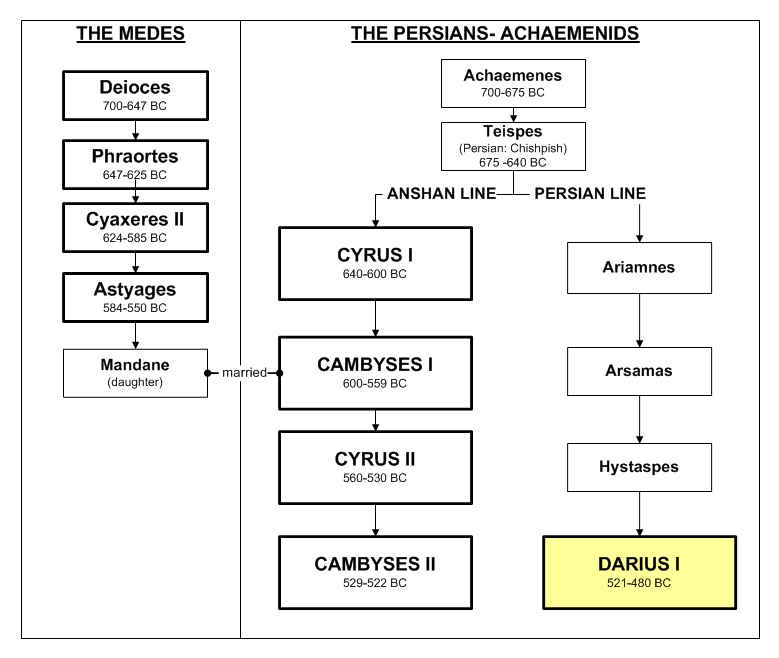 THE MEDES
Deioces
700-647 BC
Phraortes
647-625 BC
Cyaxeres II
624-585 BC
Astyages
584-550 BC
Mandane
(daughter)
married
THE PERSIANS- ACHAEMENIDS
Achaemenes
700-675 BC
Teispes
(Persian: Chishpish)
675 -640 BC
ANSHAN LINE
PERSIAN LINE
CYRUS I
640-600 BC
CAMBYSES I
600-559 BC
CYRUS II
560-530 BC
CAMBYSES II
529-522 BC
Ariamnes
Arsamas
Hystaspes
DARIUS I
521-480 BC